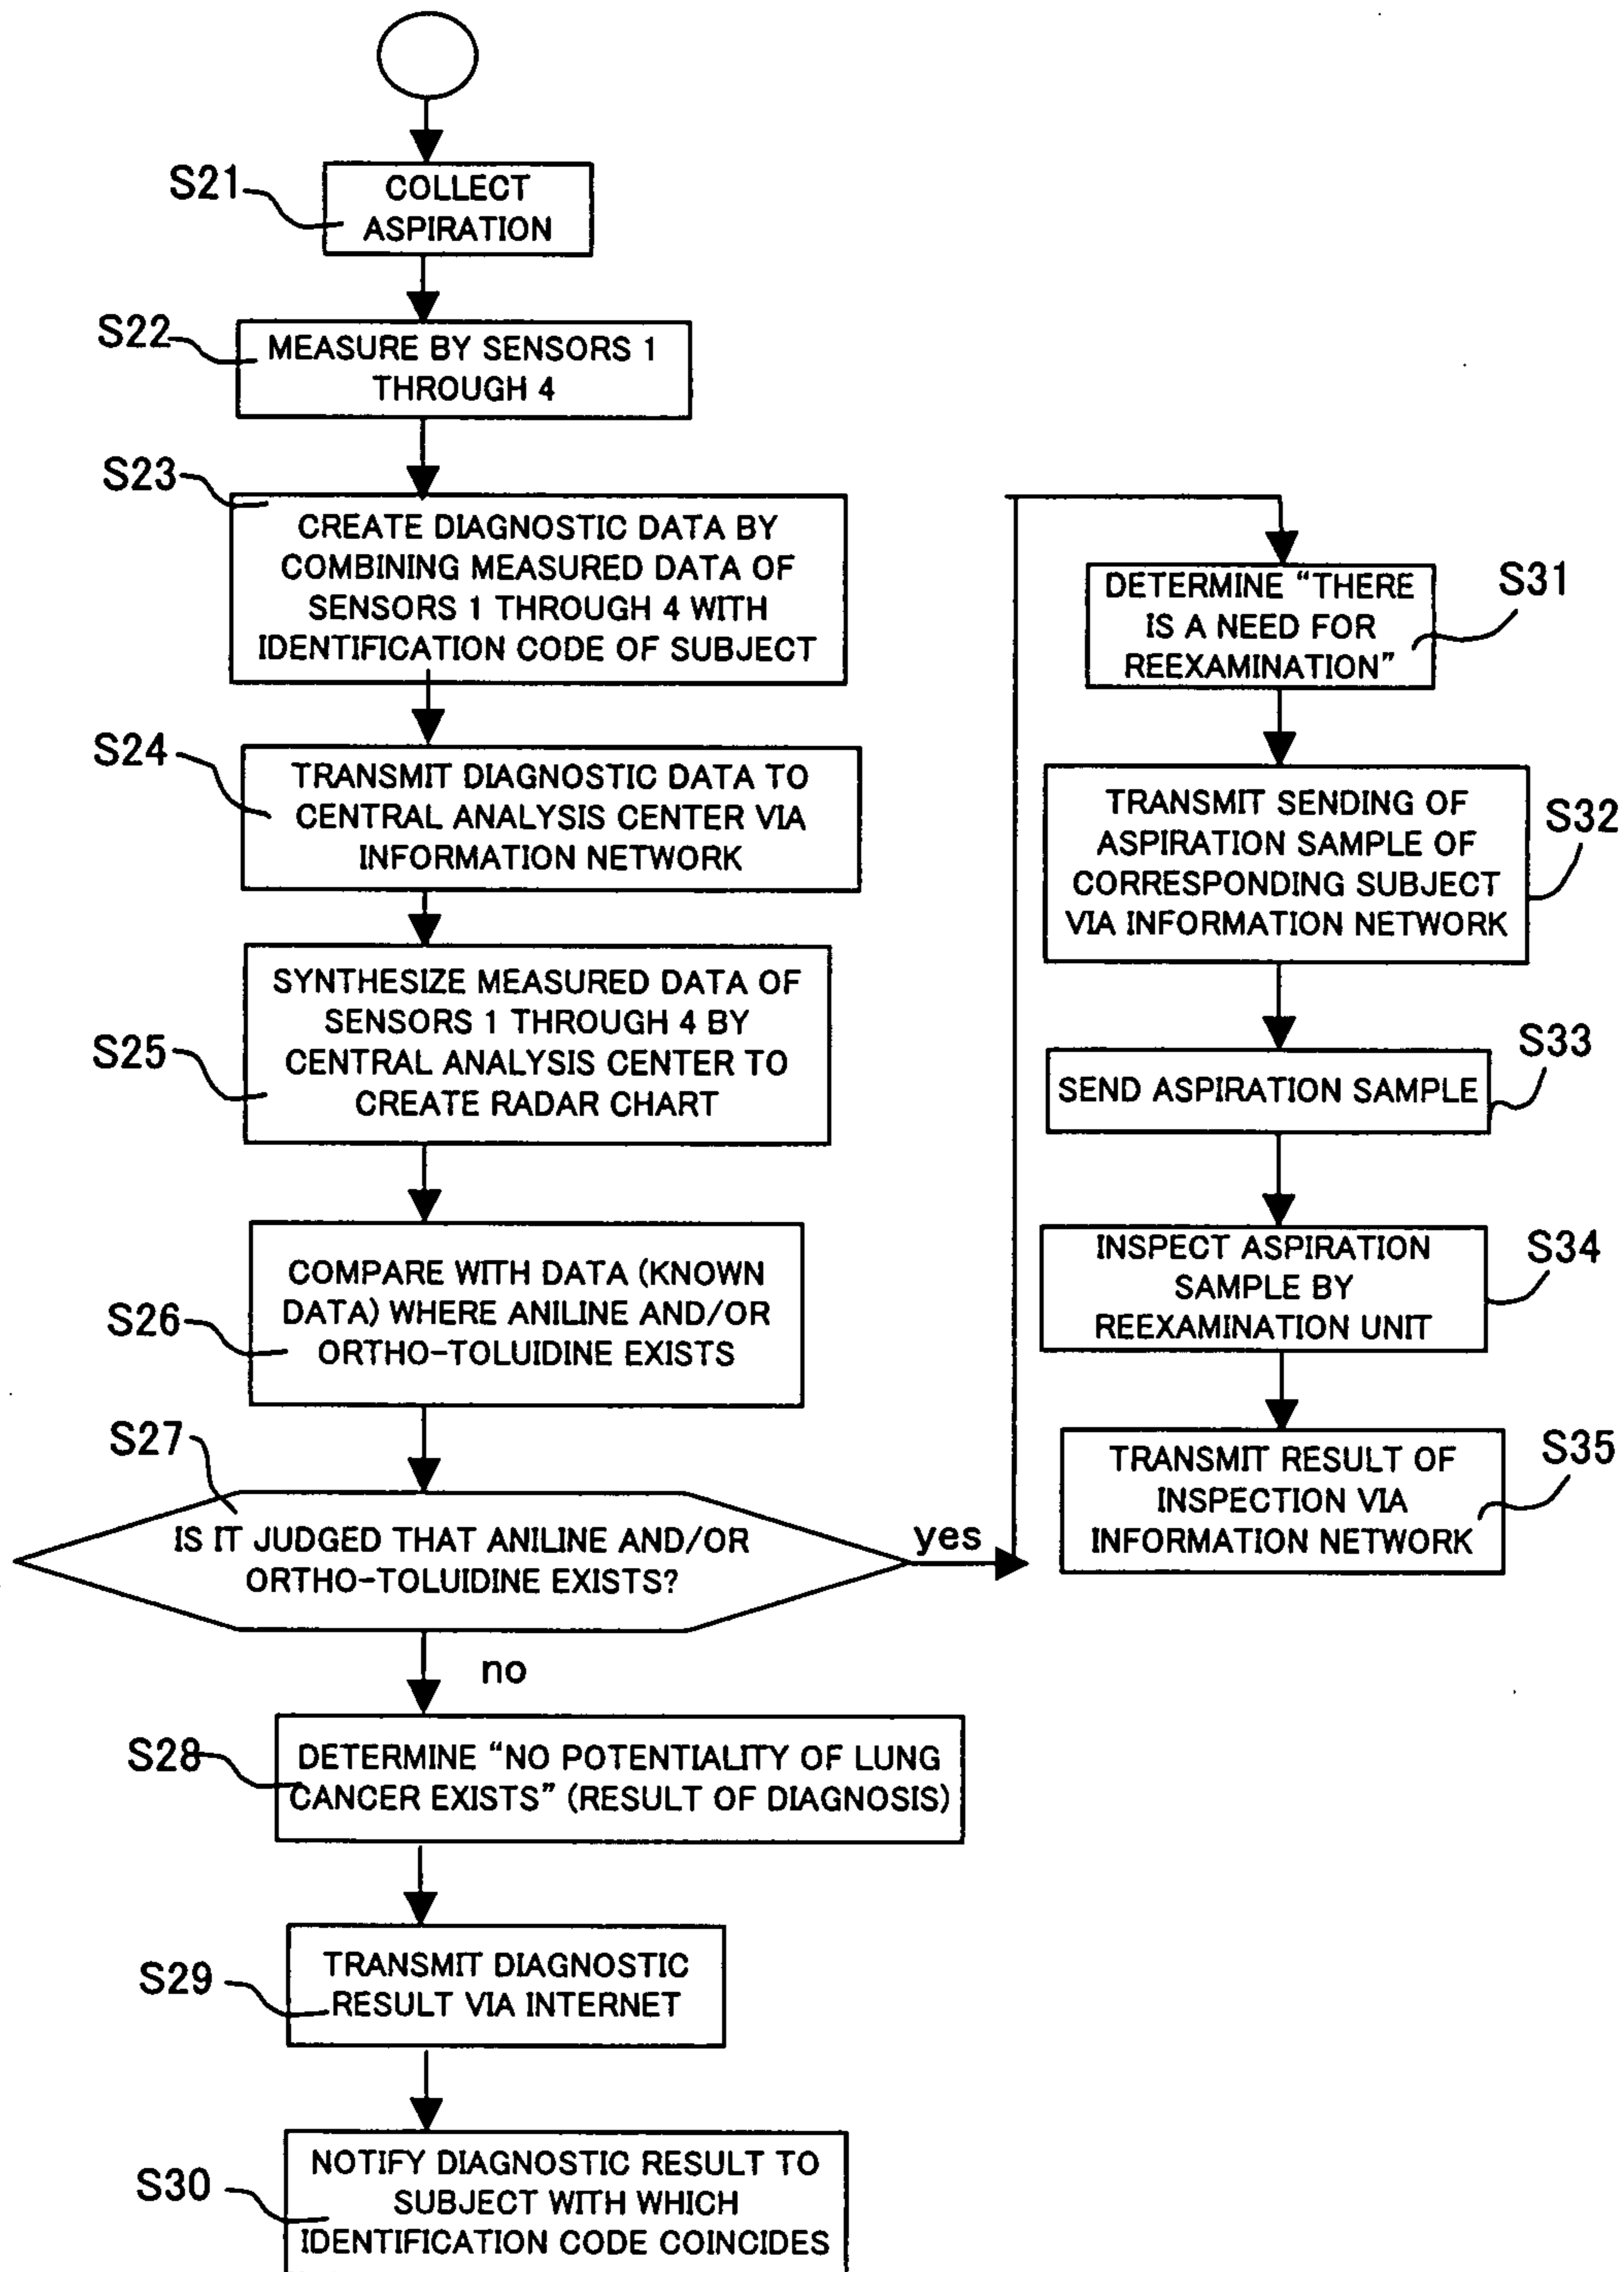 S21
COLLECT
ASPIRATION
S22
MEASURE BY SENSORS 1
THROUGH 4
S23
CREATE DIAGNOSTIC DATA BY
COMBINING MEASURED DATA OF
SENSORS 1 THROUGH 4 WITH
IDENTIFICATION CODE OF SUBJECT
S24
TRANSMIT DIAGNOSTIC DATA TO
CENTRAL ANALYSIS CENTER VIA
INFORMATION NETWORK
S25
SYNTHESIZE MEASURED DATA OF
SENSORS 1 THROUGH 4 BY
CENTRAL ANALYSIS CENTER TO
CREATE RADAR CHART
S26
COMPARE WITH DATA (KNOWN
DATA) WHERE ANILINE AND/OR
ORTHO-TOLUIDINE EXISTS
S27
IS IT JUDGED THAT ANILINE AND/OR
ORTHO-TOLUIDINE EXISTS?
yes
no
S28
DETERMINE “NO POTENTIALITY OF LUNG
CANCER EXISTS” (RESULT OF DIAGNOSIS)
S29
TRANSMIT DIAGNOSTIC
RESULT VIA INTERNET
S30
NOTIFY DIAGNOSTIC RESULT TO
SUBJECT WITH WHICH
IDENTIFICATION CODE COINCIDES
S31
DETERMINE “THERE
IS A NEED FOR
REEXAMINATION”
S32
TRANSMIT SENDING OF
ASPIRATION SAMPLE OF
CORRESPONDING SUBJECT
VIA INFORMATION NETWORK
S33
SEND ASPIRATION SAMPLE
S34
INSPECT ASPIRATION
SAMPLE BY
REEXAMINATION UNIT
S35
TRANSMIT RESULT OF
INSPECTION VIA
INFORMATION NETWORK